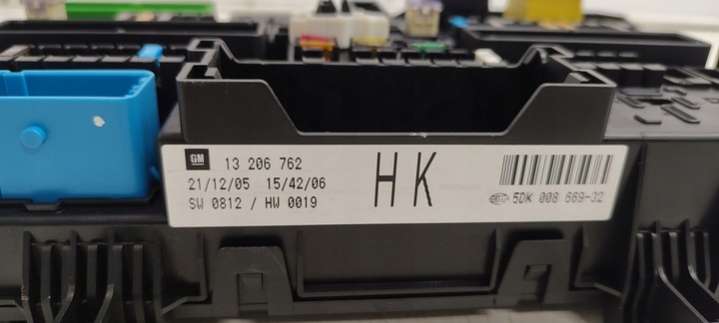 GM 13 206 762
21/12/05 15/42/06
SW 0812 / HW 0019
HK
5DK 008 669-32